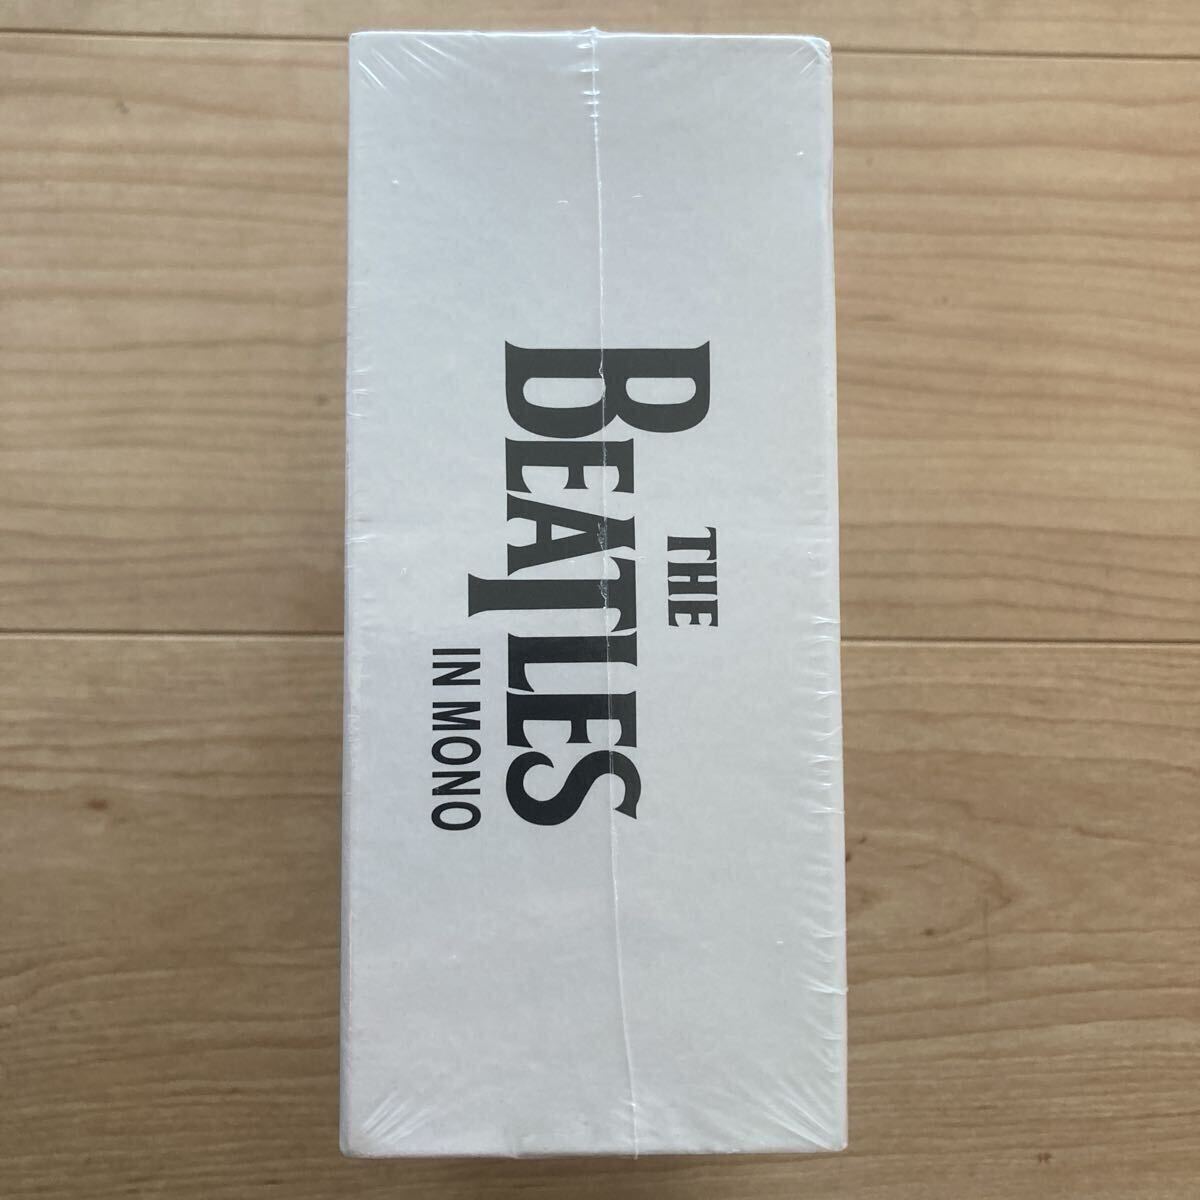 THE
BEATLES
IN MONO